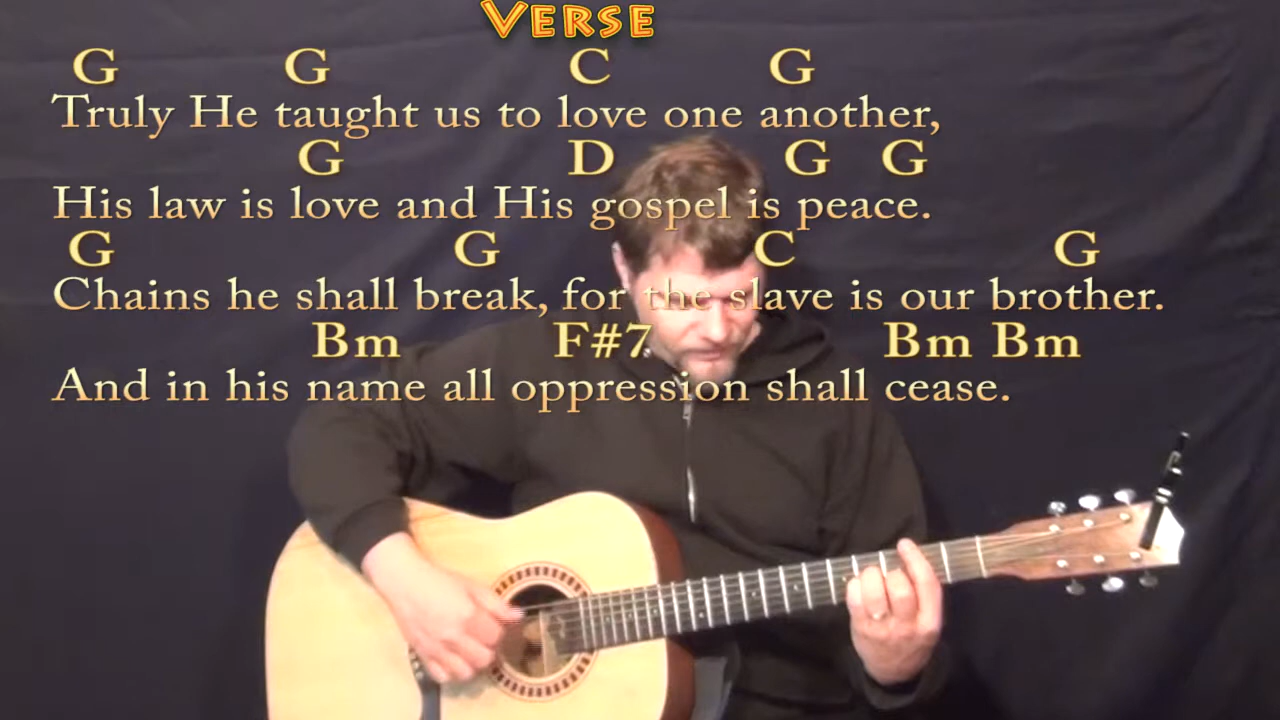 VERSE
G G C G
Truly He taught us to love one another,
G D G G
His law is love and His gospel is peace.
G G C G
Chains he shall break, for the slave is our brother.
Bm F#7 Bm Bm
And in his name all oppression shall cease.